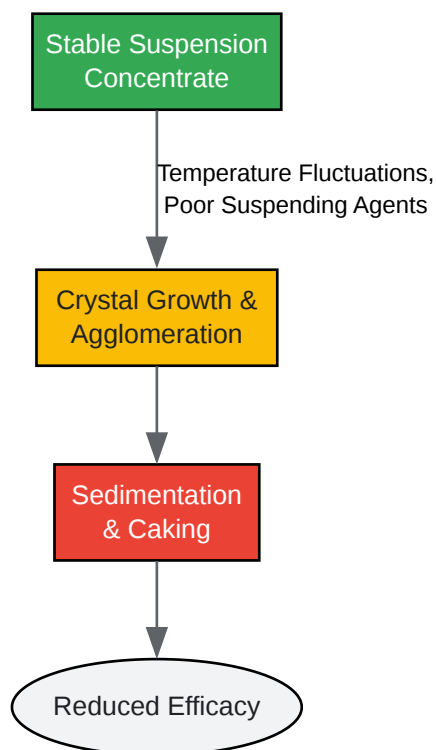 Stable Suspension
Concentrate
Temperature Fluctuations,
Poor Suspending Agents
Crystal Growth &
Agglomeration
Sedimentation
& Caking
Reduced Efficacy